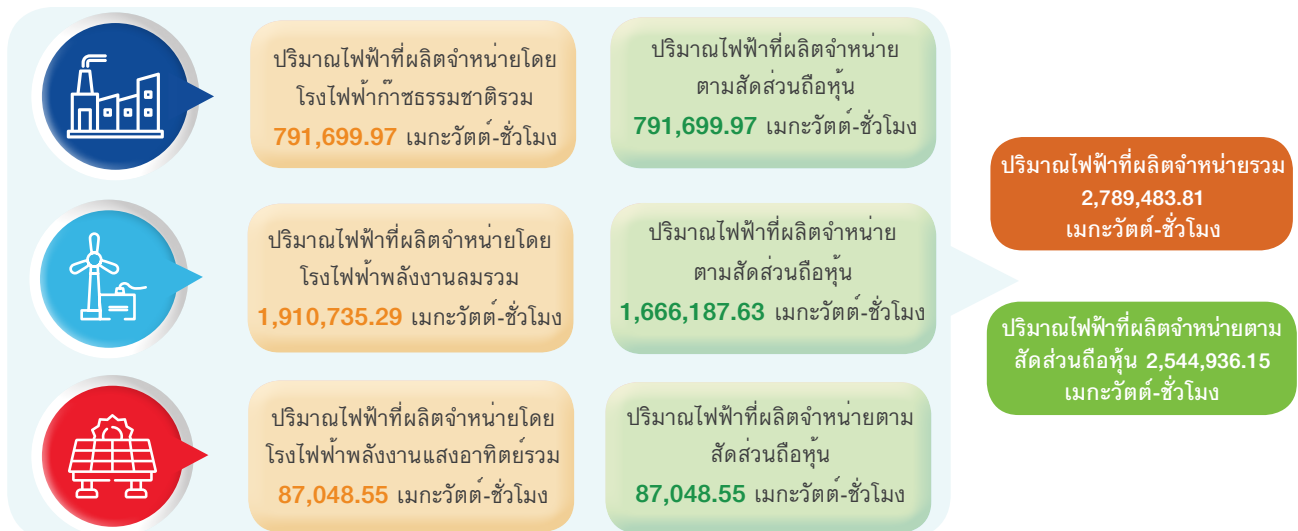 ปริมาณไฟฟ้าที่ผลิตจำหน่ายโดย
โรงไฟฟ้าก๊าซธรรมชาติรวม
791,699.97 เมกะวัตต์-ชั่วโมง
ปริมาณไฟฟ้าที่ผลิตจำหน่าย
ตามสัดส่วนถือหุ้น
791,699.97 เมกะวัตต์-ชั่วโมง
ปริมาณไฟฟ้าที่ผลิตจำหน่ายโดย
โรงไฟฟ้าพลังงานลมรวม
1,910,735.29 เมกะวัตต์-ชั่วโมง
ปริมาณไฟฟ้าที่ผลิตจำหน่าย
ตามสัดส่วนถือหุ้น
1,666,187.63 เมกะวัตต์-ชั่วโมง
ปริมาณไฟฟ้าที่ผลิตจำหน่ายโดย
โรงไฟฟ้าพลังงานแสงอาทิตย์รวม
87,048.55 เมกะวัตต์-ชั่วโมง
ปริมาณไฟฟ้าที่ผลิตจำหน่ายตาม
สัดส่วนถือหุ้น
87,048.55 เมกะวัตต์-ชั่วโมง
ปริมาณไฟฟ้าที่ผลิตจำหน่ายรวม
2,789,483.81
เมกะวัตต์-ชั่วโมง
ปริมาณไฟฟ้าที่ผลิตจำหน่ายตาม
สัดส่วนถือหุ้น 2,544,936.15
เมกะวัตต์-ชั่วโมง